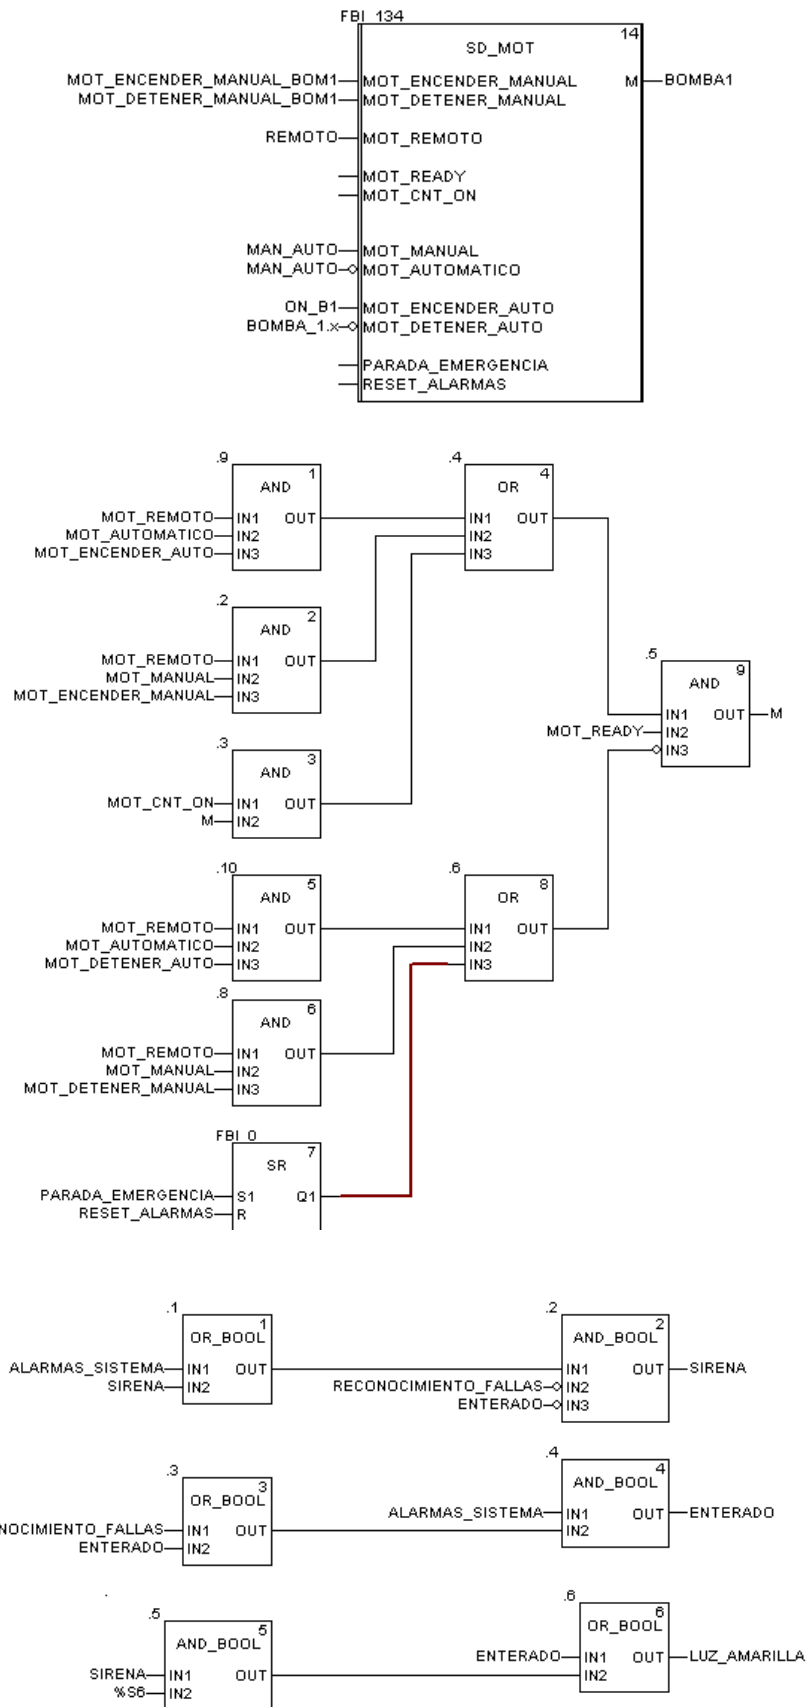 FBI_134
14
SD_MOT
MOT_ENCENDER_MANUAL_BOM1 MOT_ENCENDER_MANUAL M BOMBA1
MOT_DETENER_MANUAL_BOM1 MOT_DETENER_MANUAL
REMOTO MOT_REMOTO
MOT_READY
MOT_CNT_ON
MAN_AUTO MOT_MANUAL
MAN_AUTO MOT_AUTOMATICO
ON_B1 MOT_ENCENDER_AUTO
BOMBA_1.x MOT_DETENER_AUTO
PARADA_EMERGENCIA
RESET_ALARMAS
.9 1
AND
MOT_REMOTO IN1 OUT
MOT_AUTOMATICO IN2
MOT_ENCENDER_AUTO IN3
.4 4
OR
IN1 OUT
IN2
IN3
.2 2
AND
MOT_REMOTO IN1 OUT
MOT_MANUAL IN2
MOT_ENCENDER_MANUAL IN3
.5 9
AND
IN1 OUT M
MOT_READY IN2
IN3
.3 3
AND
MOT_CNT_ON IN1 OUT
M IN2
.10 5
AND
MOT_REMOTO IN1 OUT
MOT_AUTOMATICO IN2
MOT_DETENER_AUTO IN3
.6 8
OR
IN1 OUT
IN2
IN3
.8 6
AND
MOT_REMOTO IN1 OUT
MOT_MANUAL IN2
MOT_DETENER_MANUAL IN3
FBI_0 7
SR
PARADA_EMERGENCIA S1 Q1
RESET_ALARMAS R
.1 1
OR_BOOL
ALARMAS_SISTEMA IN1 OUT
SIRENA IN2
.2 2
AND_BOOL
IN1 OUT SIRENA
RECONOCIMIENTO_FALLAS IN2
ENTERADO IN3
.3 3
OR_BOOL
NOCIMIENTO_FALLAS IN1 OUT
ENTERADO IN2
.4 4
AND_BOOL
ALARMAS_SISTEMA IN1 OUT ENTERADO
IN2
.5 5
AND_BOOL
SIRENA IN1 OUT
%S6 IN2
.6 6
OR_BOOL
ENTERADO IN1 OUT LUZ_AMARILLA
IN2